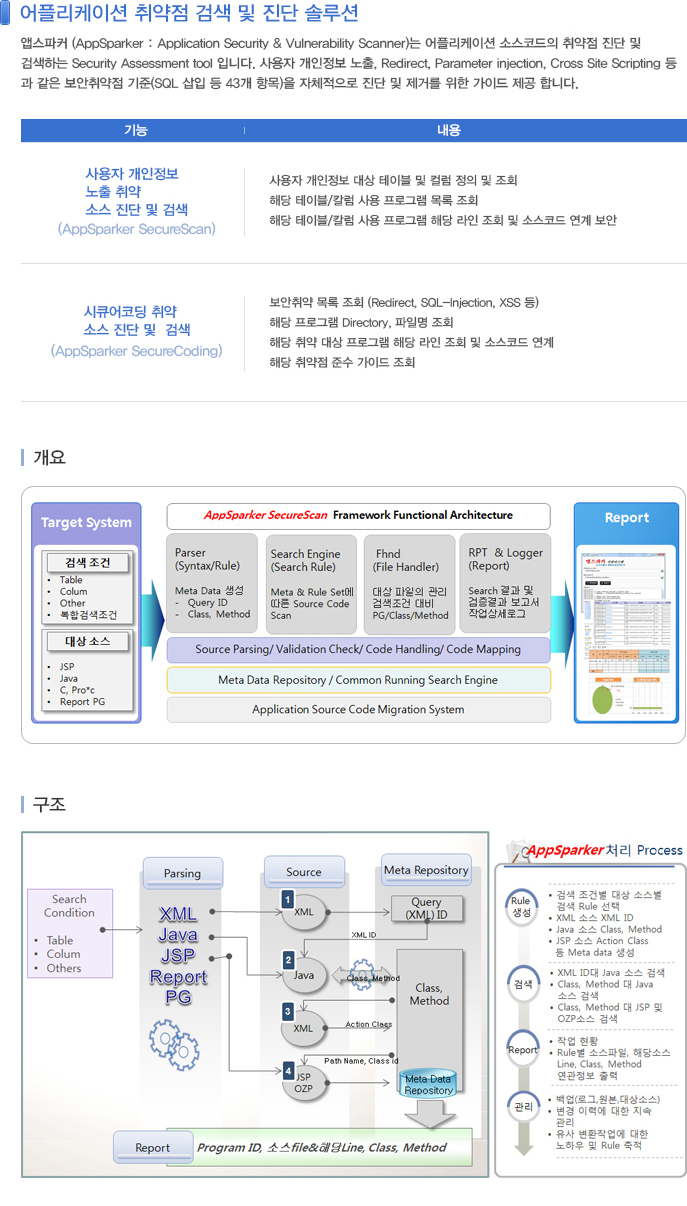 어플리케이션 취약점 검색 및 진단 솔루션
앱스파커 (AppSparker : Application Security & Vulnerability Scanner)는 어플리케이션 소스코드의 취약점 진단 및
검색하는 Security Assessment tool 입니다. 사용자 개인정보 노출, Redirect, Parameter injection, Cross Site Scripting 등
과 같은 보안취약점 기준(SQL 삽입 등 43개 항목)을 자체적으로 진단 및 제거를 위한 가이드 제공 합니다.
기능
내용
사용자 개인정보
노출 취약
소스 진단 및 검색
(AppSparker SecureScan)
사용자 개인정보 대상 테이블 및 컬럼 정의 및 조회
해당 테이블/칼럼 사용 프로그램 목록 조회
해당 테이블/칼럼 사용 프로그램 해당 라인 조회 및 소스코드 연계 보안
시큐어코딩 취약
소스 진단 및 검색
(AppSparker SecureCoding)
보안취약 목록 조회 (Redirect, SQL-Injection, XSS 등)
해당 프로그램 Directory, 파일명 조회
해당 취약 대상 프로그램 해당 라인 조회 및 소스코드 연계
해당 취약점 준수 가이드 조회
개요
Target System
검색 조건
• Table
• Colum
• Other
• 복합검색조건
대상 소스
• JSP
• Java
• C, Pro*c
• Report PG
AppSparker SecureScan Framework Functional Architecture
Parser
(Syntax/Rule)
Meta Data 생성
- Query ID
- Class, Method
Search Engine
(Search Rule)
Meta & Rule Set에
따른 Source Code
Scan
Fhnd
(File Handler)
대상 파일의 관리
검색조건 대비
PG/Class/Method
RPT & Logger
(Report)
Search 결과 및
검증결과 보고서
작업상세로그
Source Parsing/ Validation Check/ Code Handling/ Code Mapping
Meta Data Repository / Common Running Search Engine
Application Source Code Migration System
Report
구조
Search
Condition
• Table
• Colum
• Others
Parsing
XML
Java
JSP
Report
PG
Source
1
XML
2
Java
3
XML
4
JSP
OZP
Meta Repository
Query
(XML) ID
XML ID
Class, Method
Class,
Method
Action Class
Path Name, Class id
Meta Data
Repository
Report
Program ID, 소스file&해당Line, Class, Method
AppSparker 처리 Process
Rule
생성
• 검색 조건별 대상 소스별
검색 Rule 선택
• XML 소스 XML ID
• Java 소스 Class, Method
• JSP 소스 Action Class
등 Meta data 생성
검색
• XML ID대 Java 소스 검색
• Class, Method 대 Java
소스 검색
• Class, Method 대 JSP 및
OZP소스 검색
Report
• 작업 현황
• Rule별 소스파일, 해당소스
Line, Class, Method
연관정보 출력
관리
• 백업(로그,원본,대상소스)
• 변경 이력에 대한 지속
관리
• 유사 변환작업에 대한
노하우 및 Rule 축적